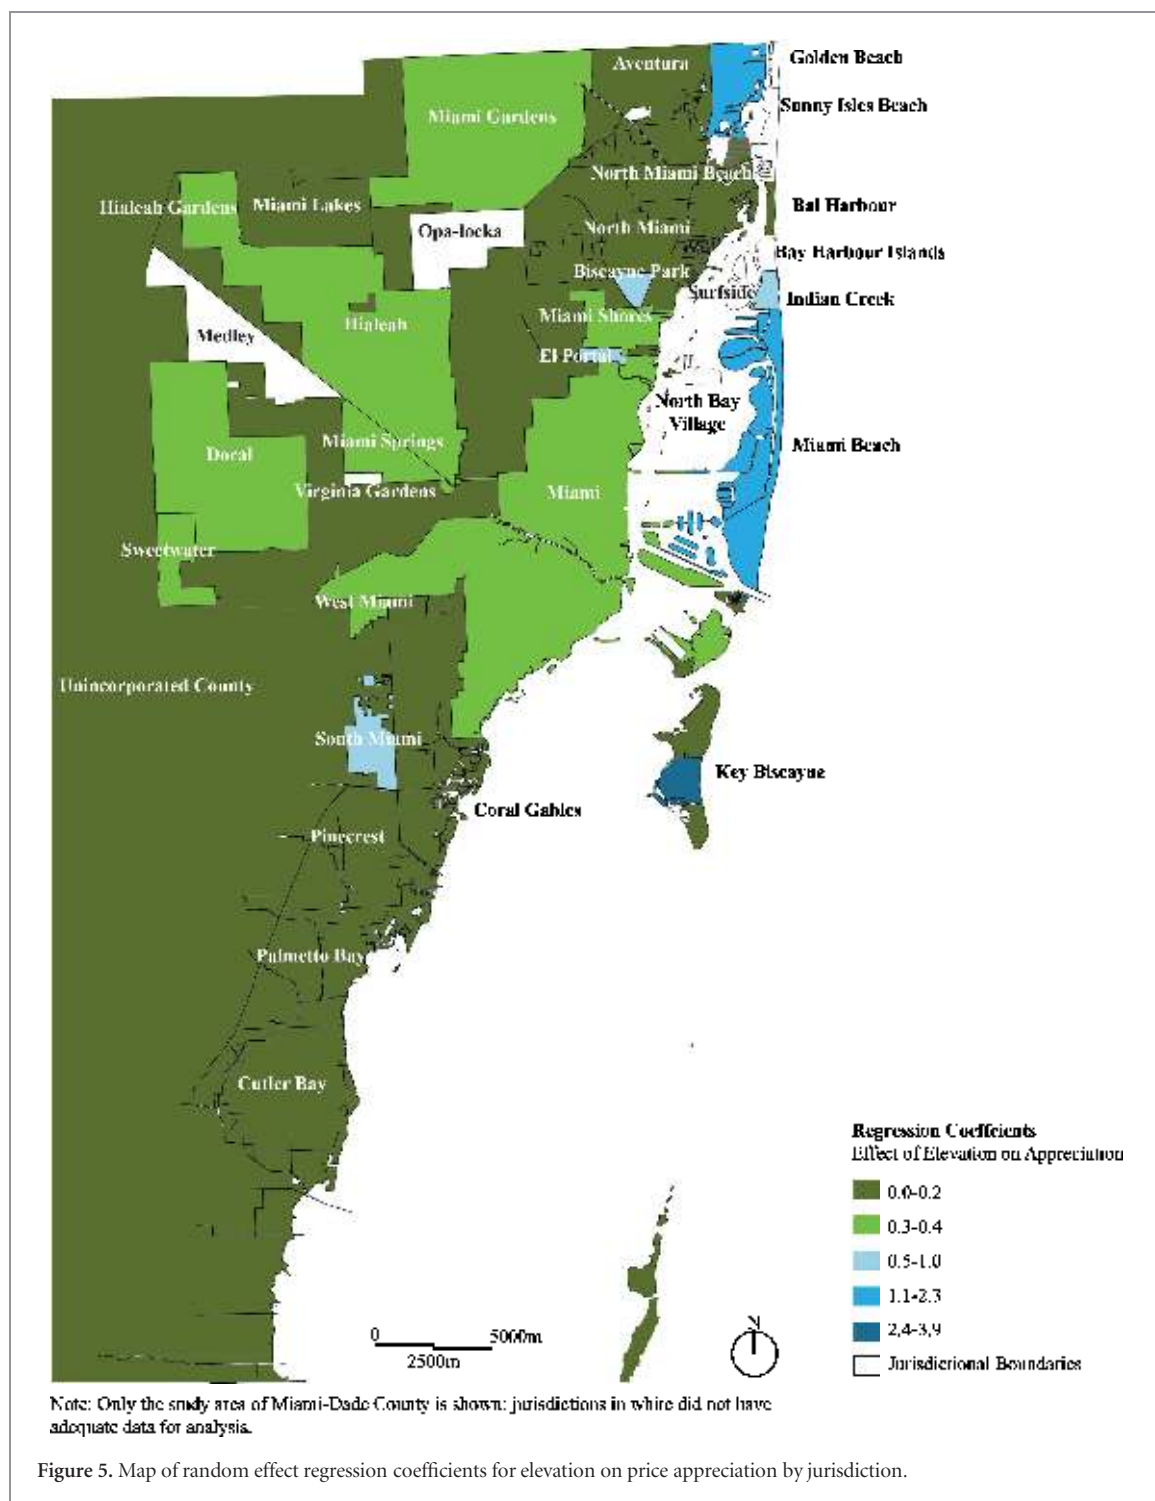 Golden Beach
Aventura
Sunny Isles Beach
Miami Gardens
North Miami Beach
Hialeah Gardens
Miami Lakes
Bal Harbour
Opa-locka
North Miami
Bay Harbour Islands
Biscayne Park
Surfside
Indian Creek
Miami Shores
Hialeah
Medley
El Portal
North Bay
Village
Miami Springs
Miami Beach
Doral
Virginia Gardens
Miami
Sweetwater
West Miami
Unincorporated County
South Miami
Key Biscayne
Coral Gables
Pinecrest
Palmetto Bay
Cutler Bay
Regression Coeffcients
Effect of Elevation on Appreciation
0.0-0.2
0.3-0.4
0.5-1.0
1.1-2.3
2,4-3,9
Jurisdictional Boundaries
N
0 5000m
2500m
Note: Only the study area of Miami-Dade County is shown; jurisdictions in white did not have
adequate data for analysis.
Figure 5. Map of random effect regression coefficients for elevation on price appreciation by jurisdiction.